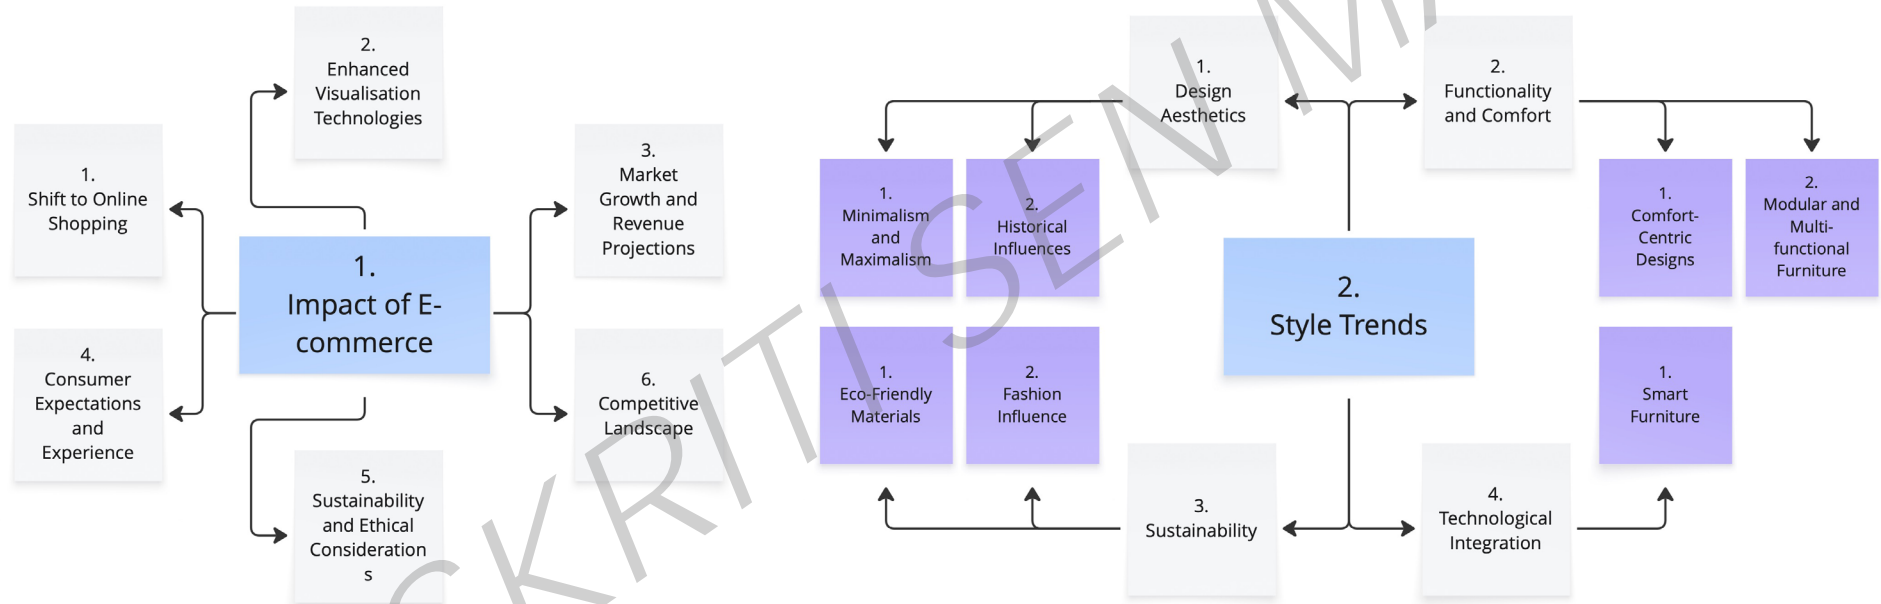 1.
Impact of E-
commerce
1.
Shift to Online
Shopping
2.
Enhanced
Visualisation
Technologies
3.
Market
Growth and
Revenue
Projections
4.
Consumer
Expectations
and
Experience
5.
Sustainability
and Ethical
Consideration
s
6.
Competitive
Landscape
2.
Style Trends
1.
Design
Aesthetics
1.
Minimalism
and
Maximalism
2.
Historical
Influences
2.
Functionality
and Comfort
1.
Comfort-
Centric
Designs
2.
Modular and
Multi-
functional
Furniture
3.
Sustainability
1.
Eco-Friendly
Materials
2.
Fashion
Influence
4.
Technological
Integration
1.
Smart
Furniture
SKRITI SEN